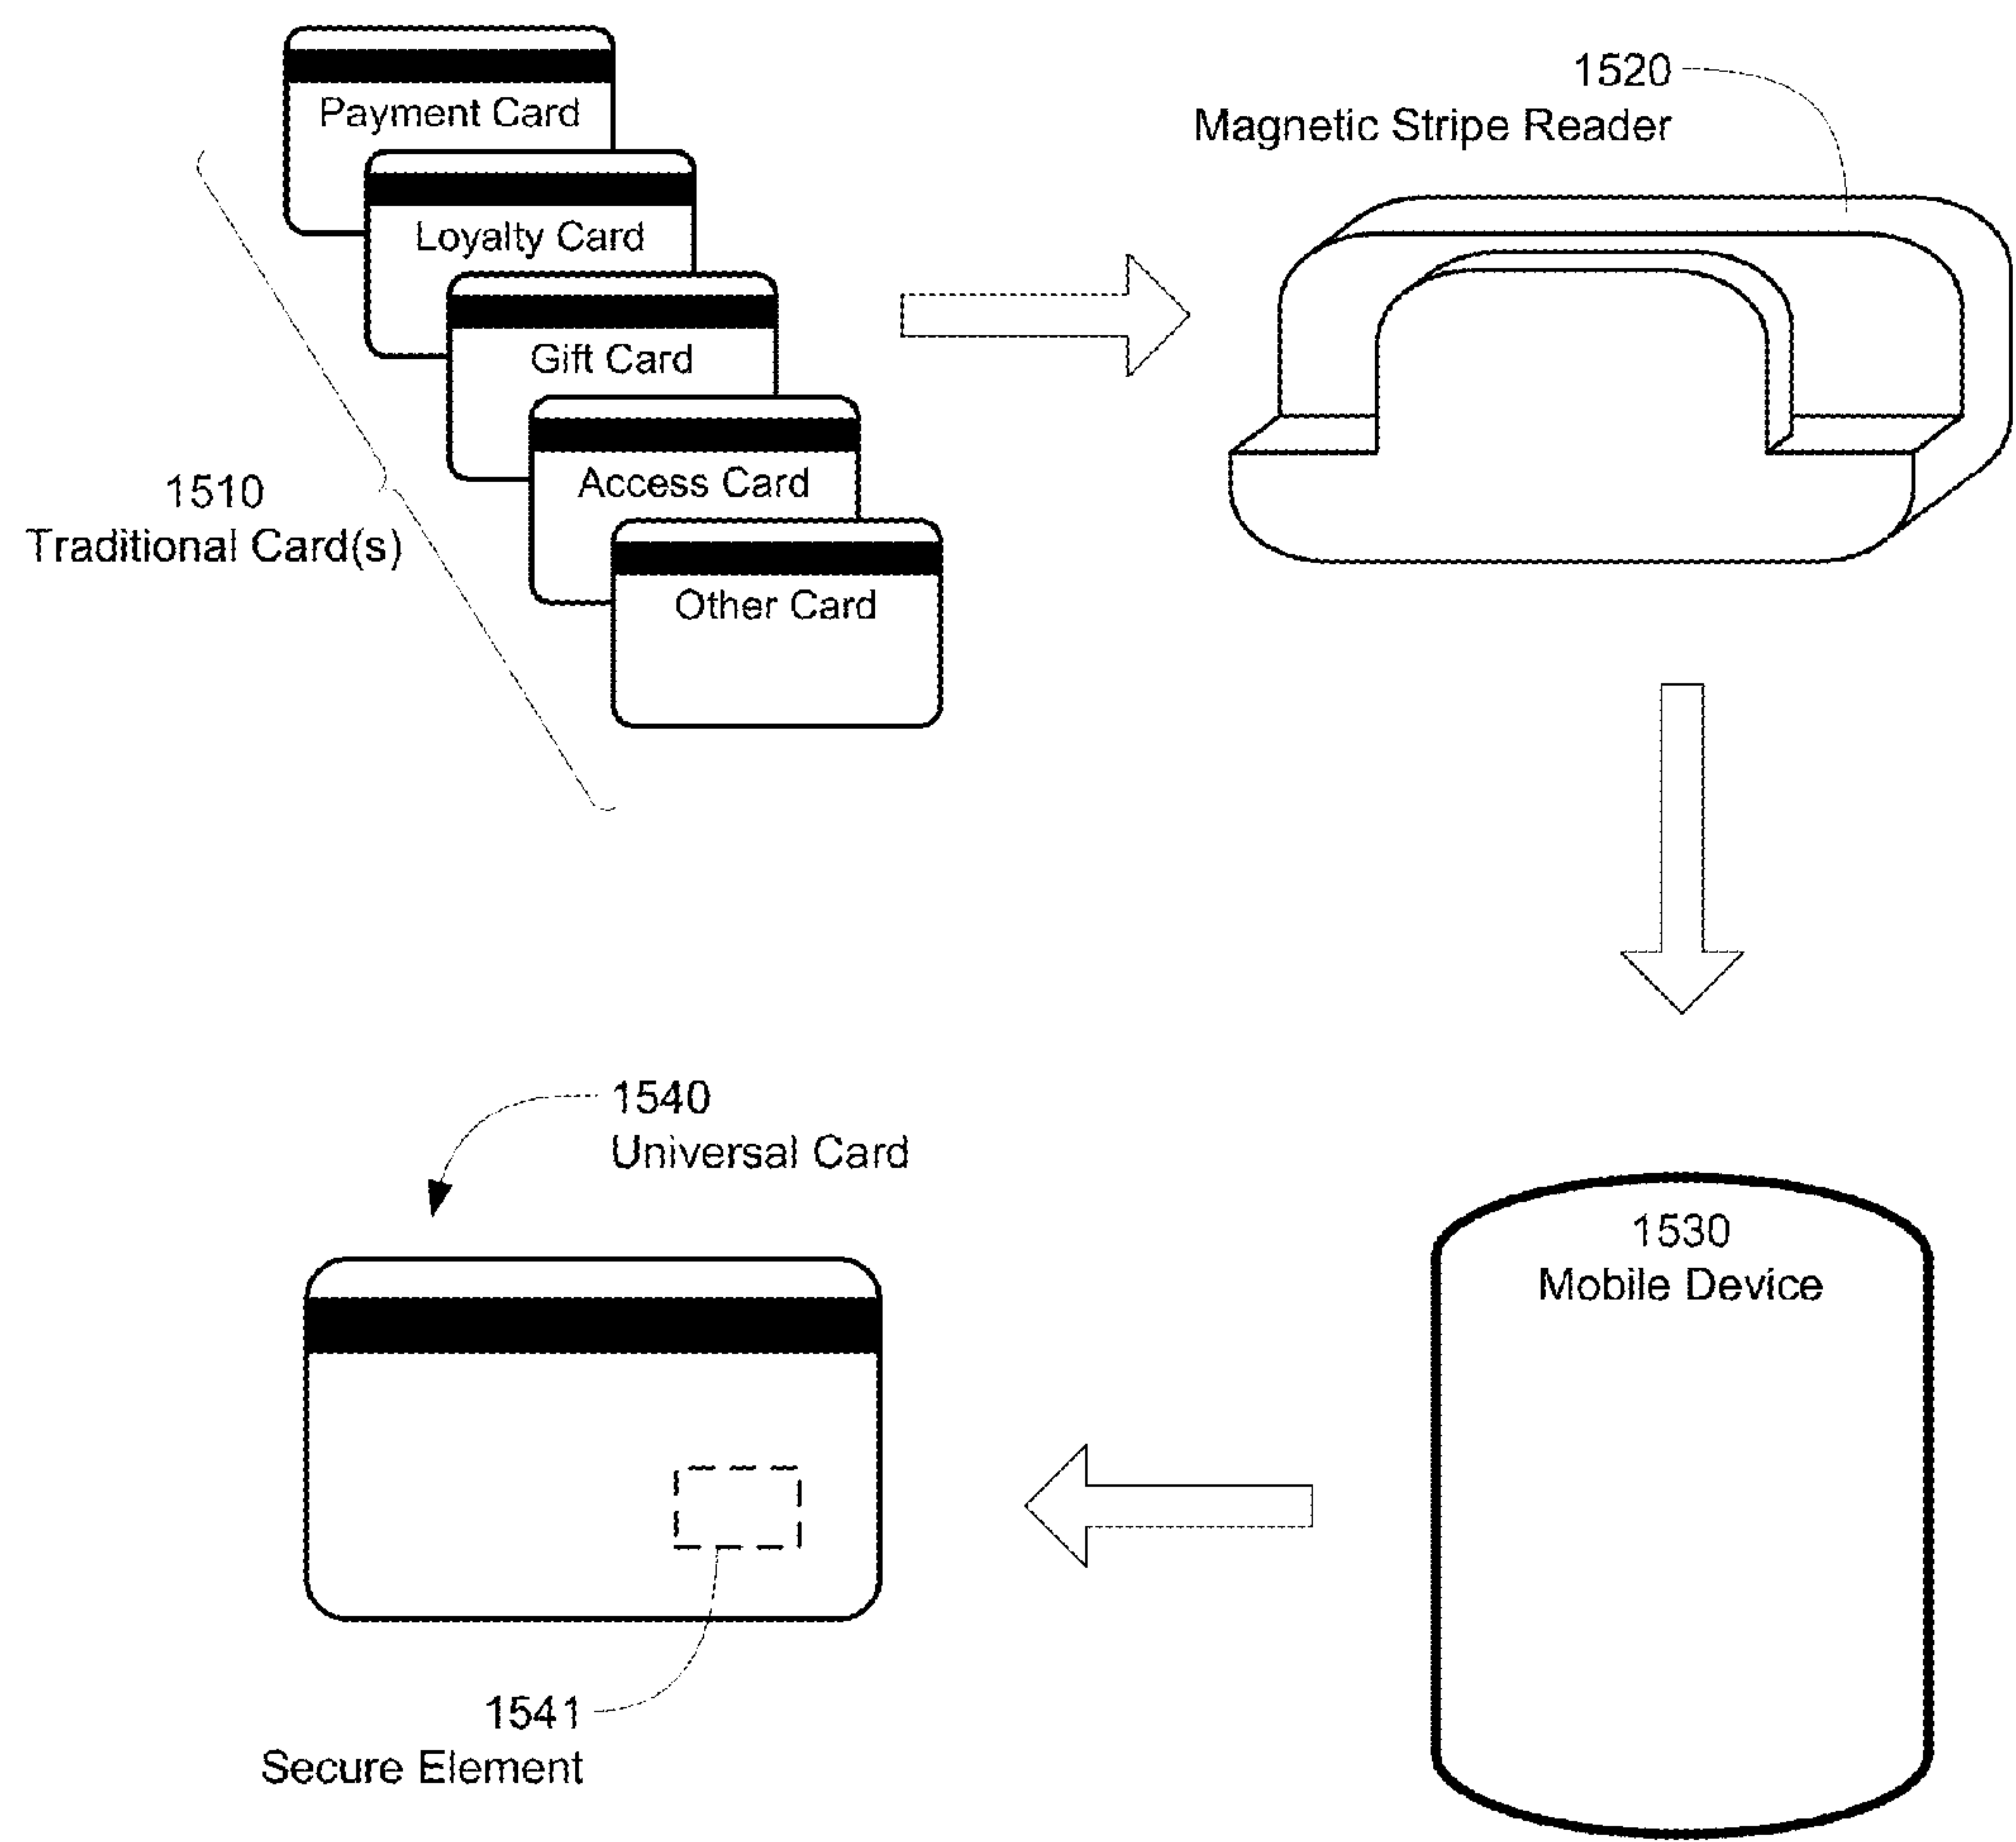 Payment Card
Loyalty Card
Gift Card
Access Card
Other Card
1510
Traditional Card(s)
1520
Magnetic Stripe Reader
1530
Mobile Device
1540
Universal Card
1541
Secure Element